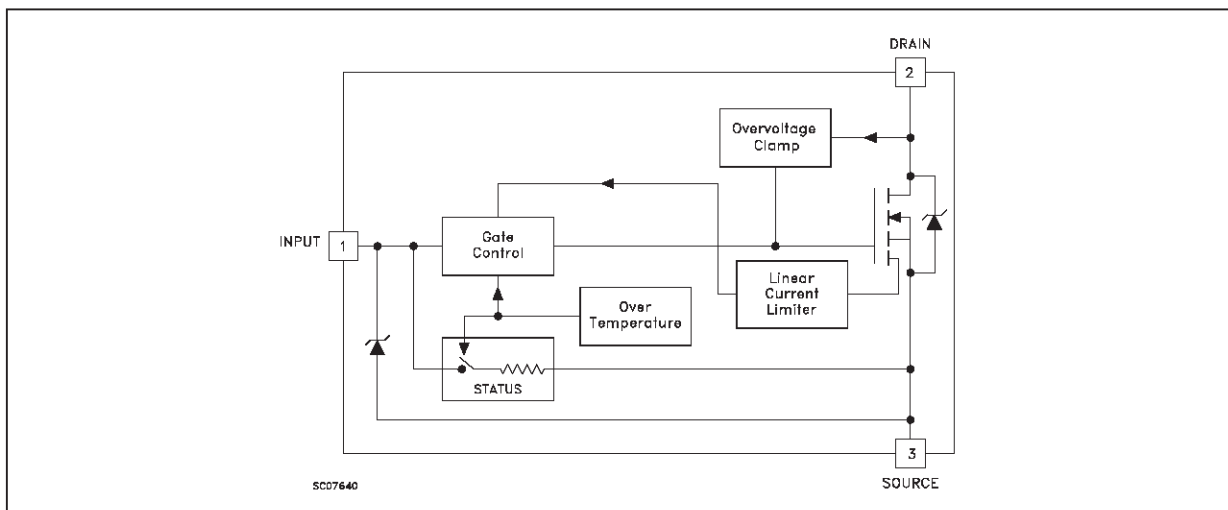 DRAIN
2
Overvoltage
Clamp
INPUT
1
Gate
Control
Linear
Current
Limiter
Over
Temperature
STATUS
3
SC07640
SOURCE